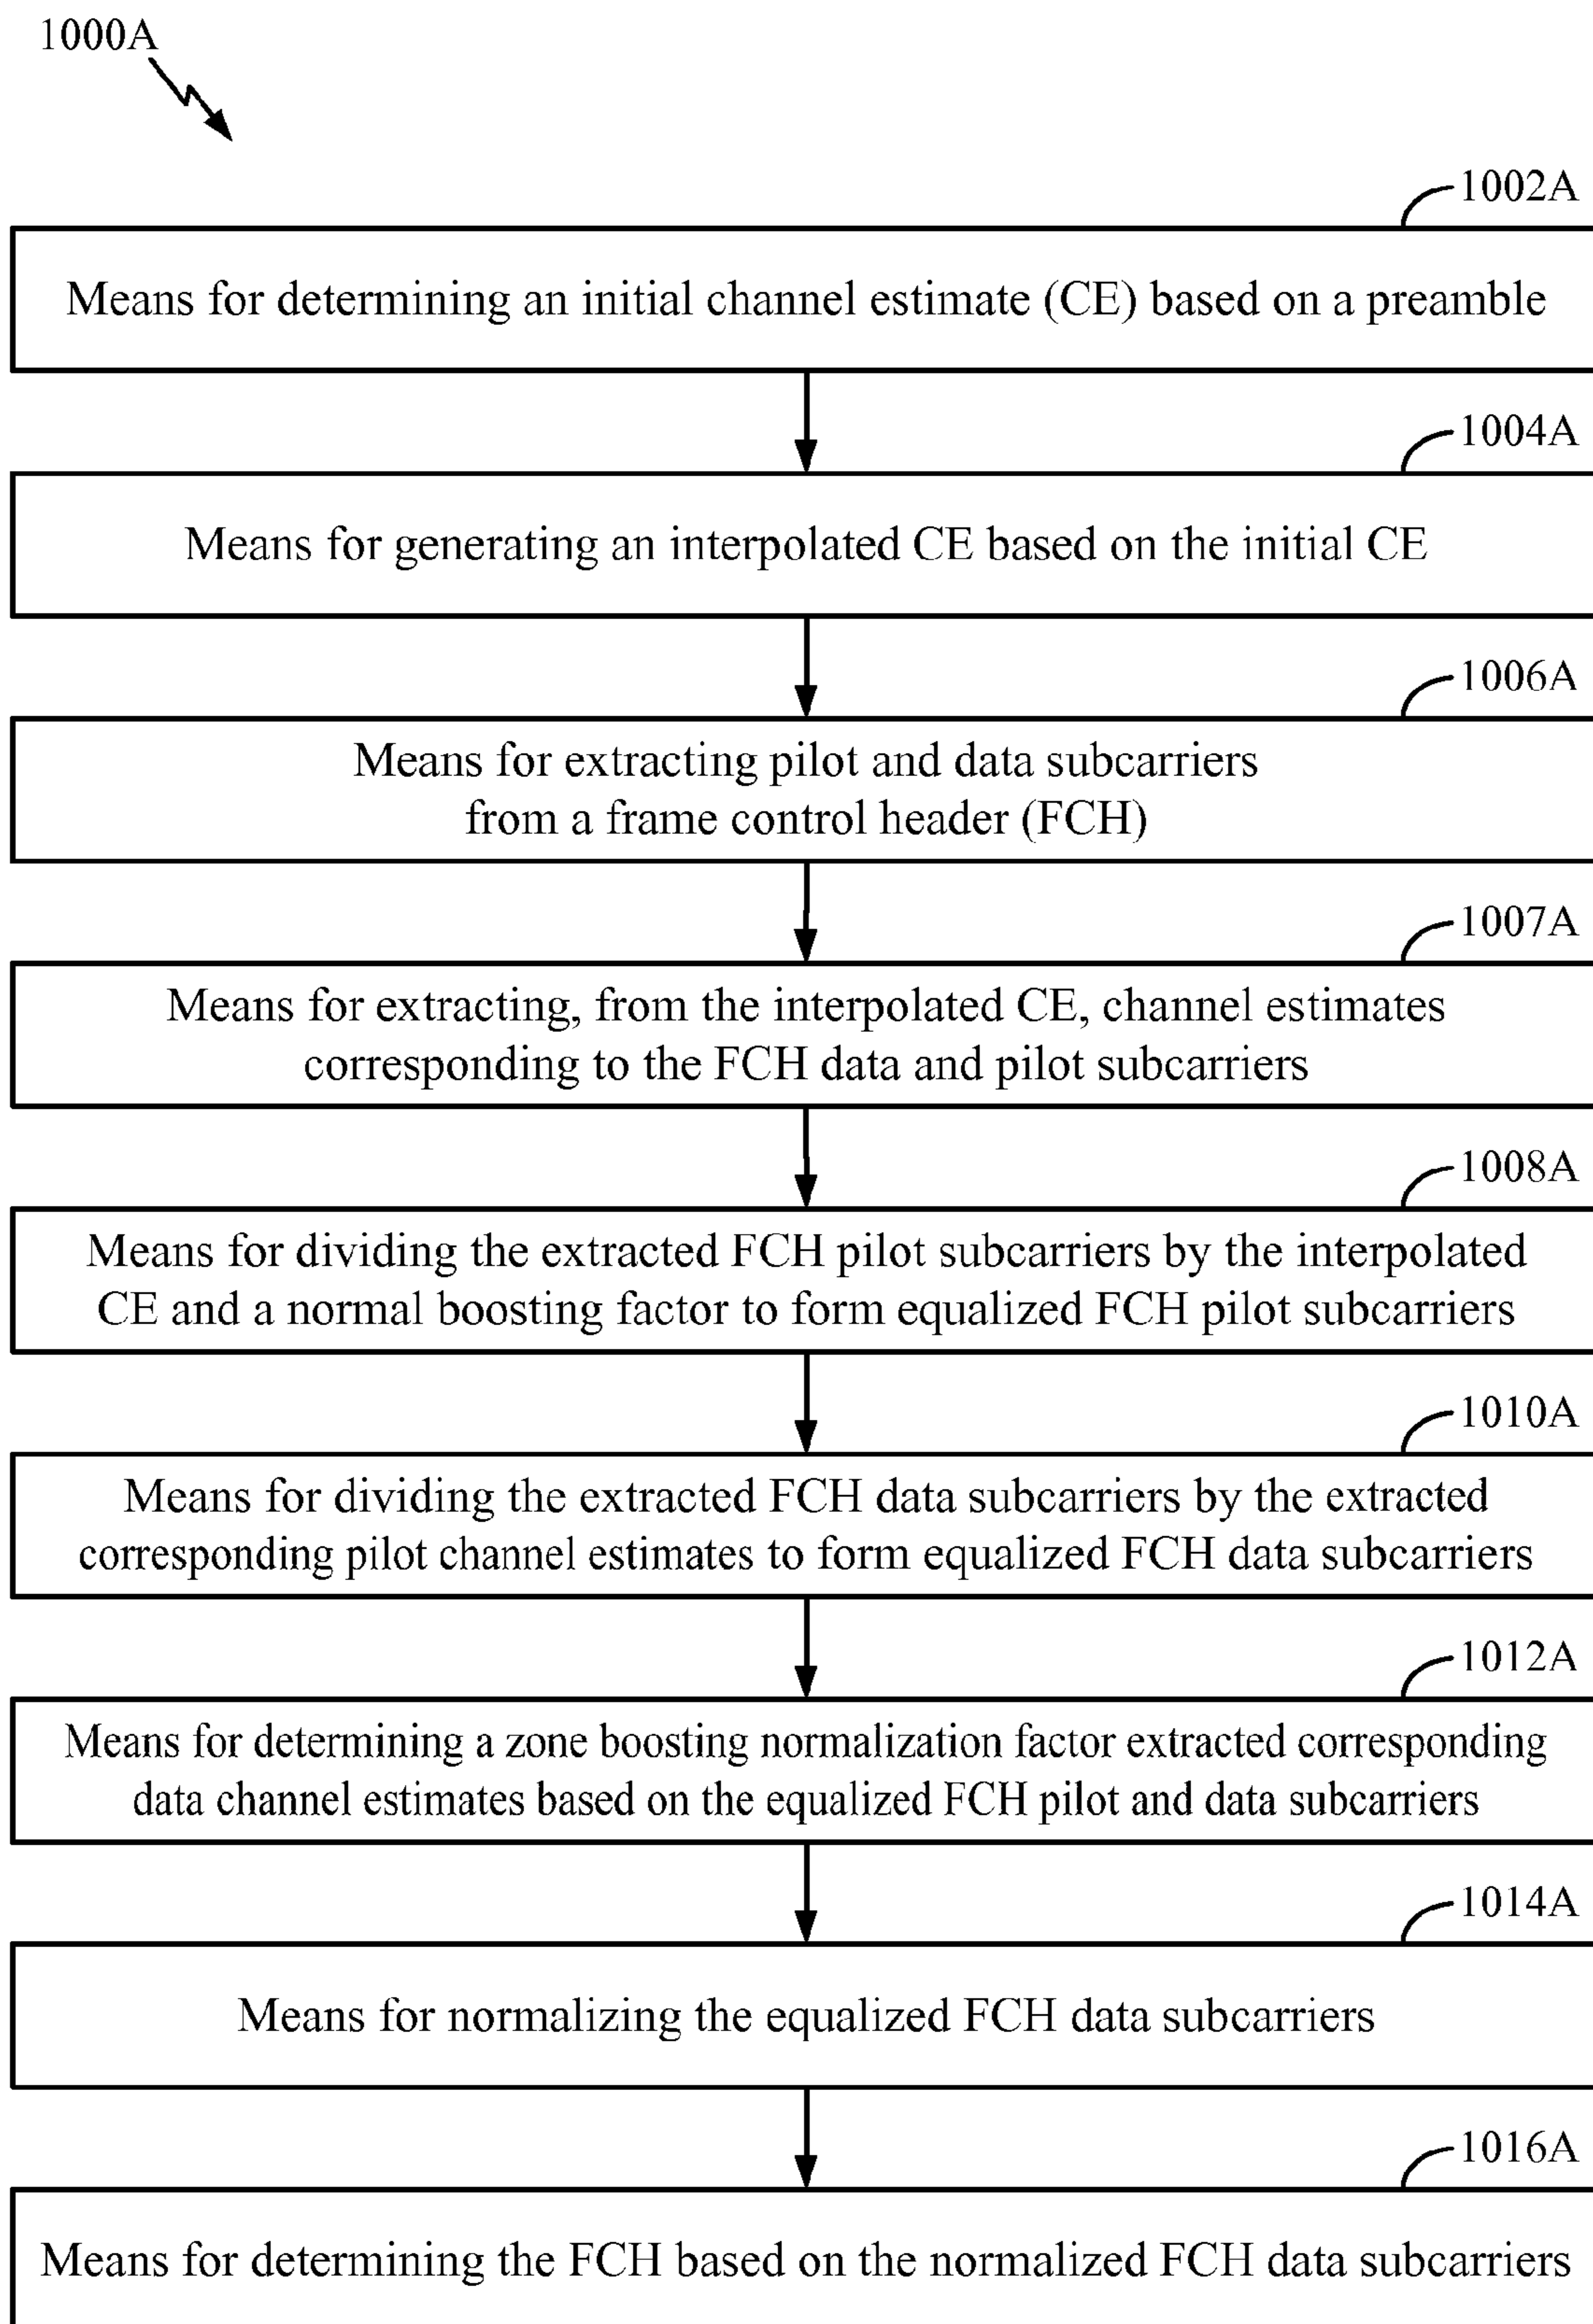 1000A
1002A
Means for determining an initial channel estimate (CE) based on a preamble
1004A
Means for generating an interpolated CE based on the initial CE
1006A
Means for extracting pilot and data subcarriers
from a frame control header (FCH)
1007A
Means for extracting, from the interpolated CE, channel estimates
corresponding to the FCH data and pilot subcarriers
1008A
Means for dividing the extracted FCH pilot subcarriers by the interpolated
CE and a normal boosting factor to form equalized FCH pilot subcarriers
1010A
Means for dividing the extracted FCH data subcarriers by the extracted
corresponding pilot channel estimates to form equalized FCH data subcarriers
1012A
Means for determining a zone boosting normalization factor extracted corresponding
data channel estimates based on the equalized FCH pilot and data subcarriers
1014A
Means for normalizing the equalized FCH data subcarriers
1016A
Means for determining the FCH based on the normalized FCH data subcarriers